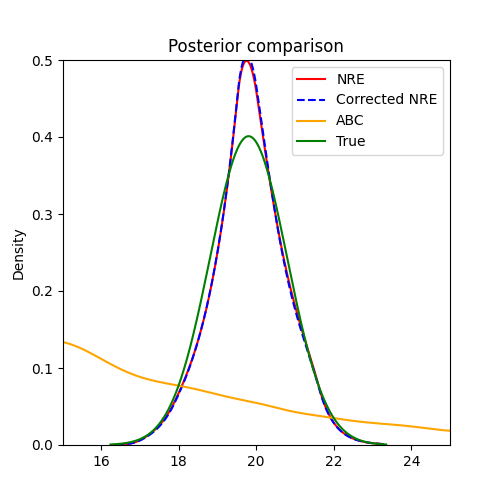 Posterior comparison
0.5
0.4
0.3
0.2
0.1
0.0
Density
NRE
Corrected NRE
ABC
True
16 18 20 22 24